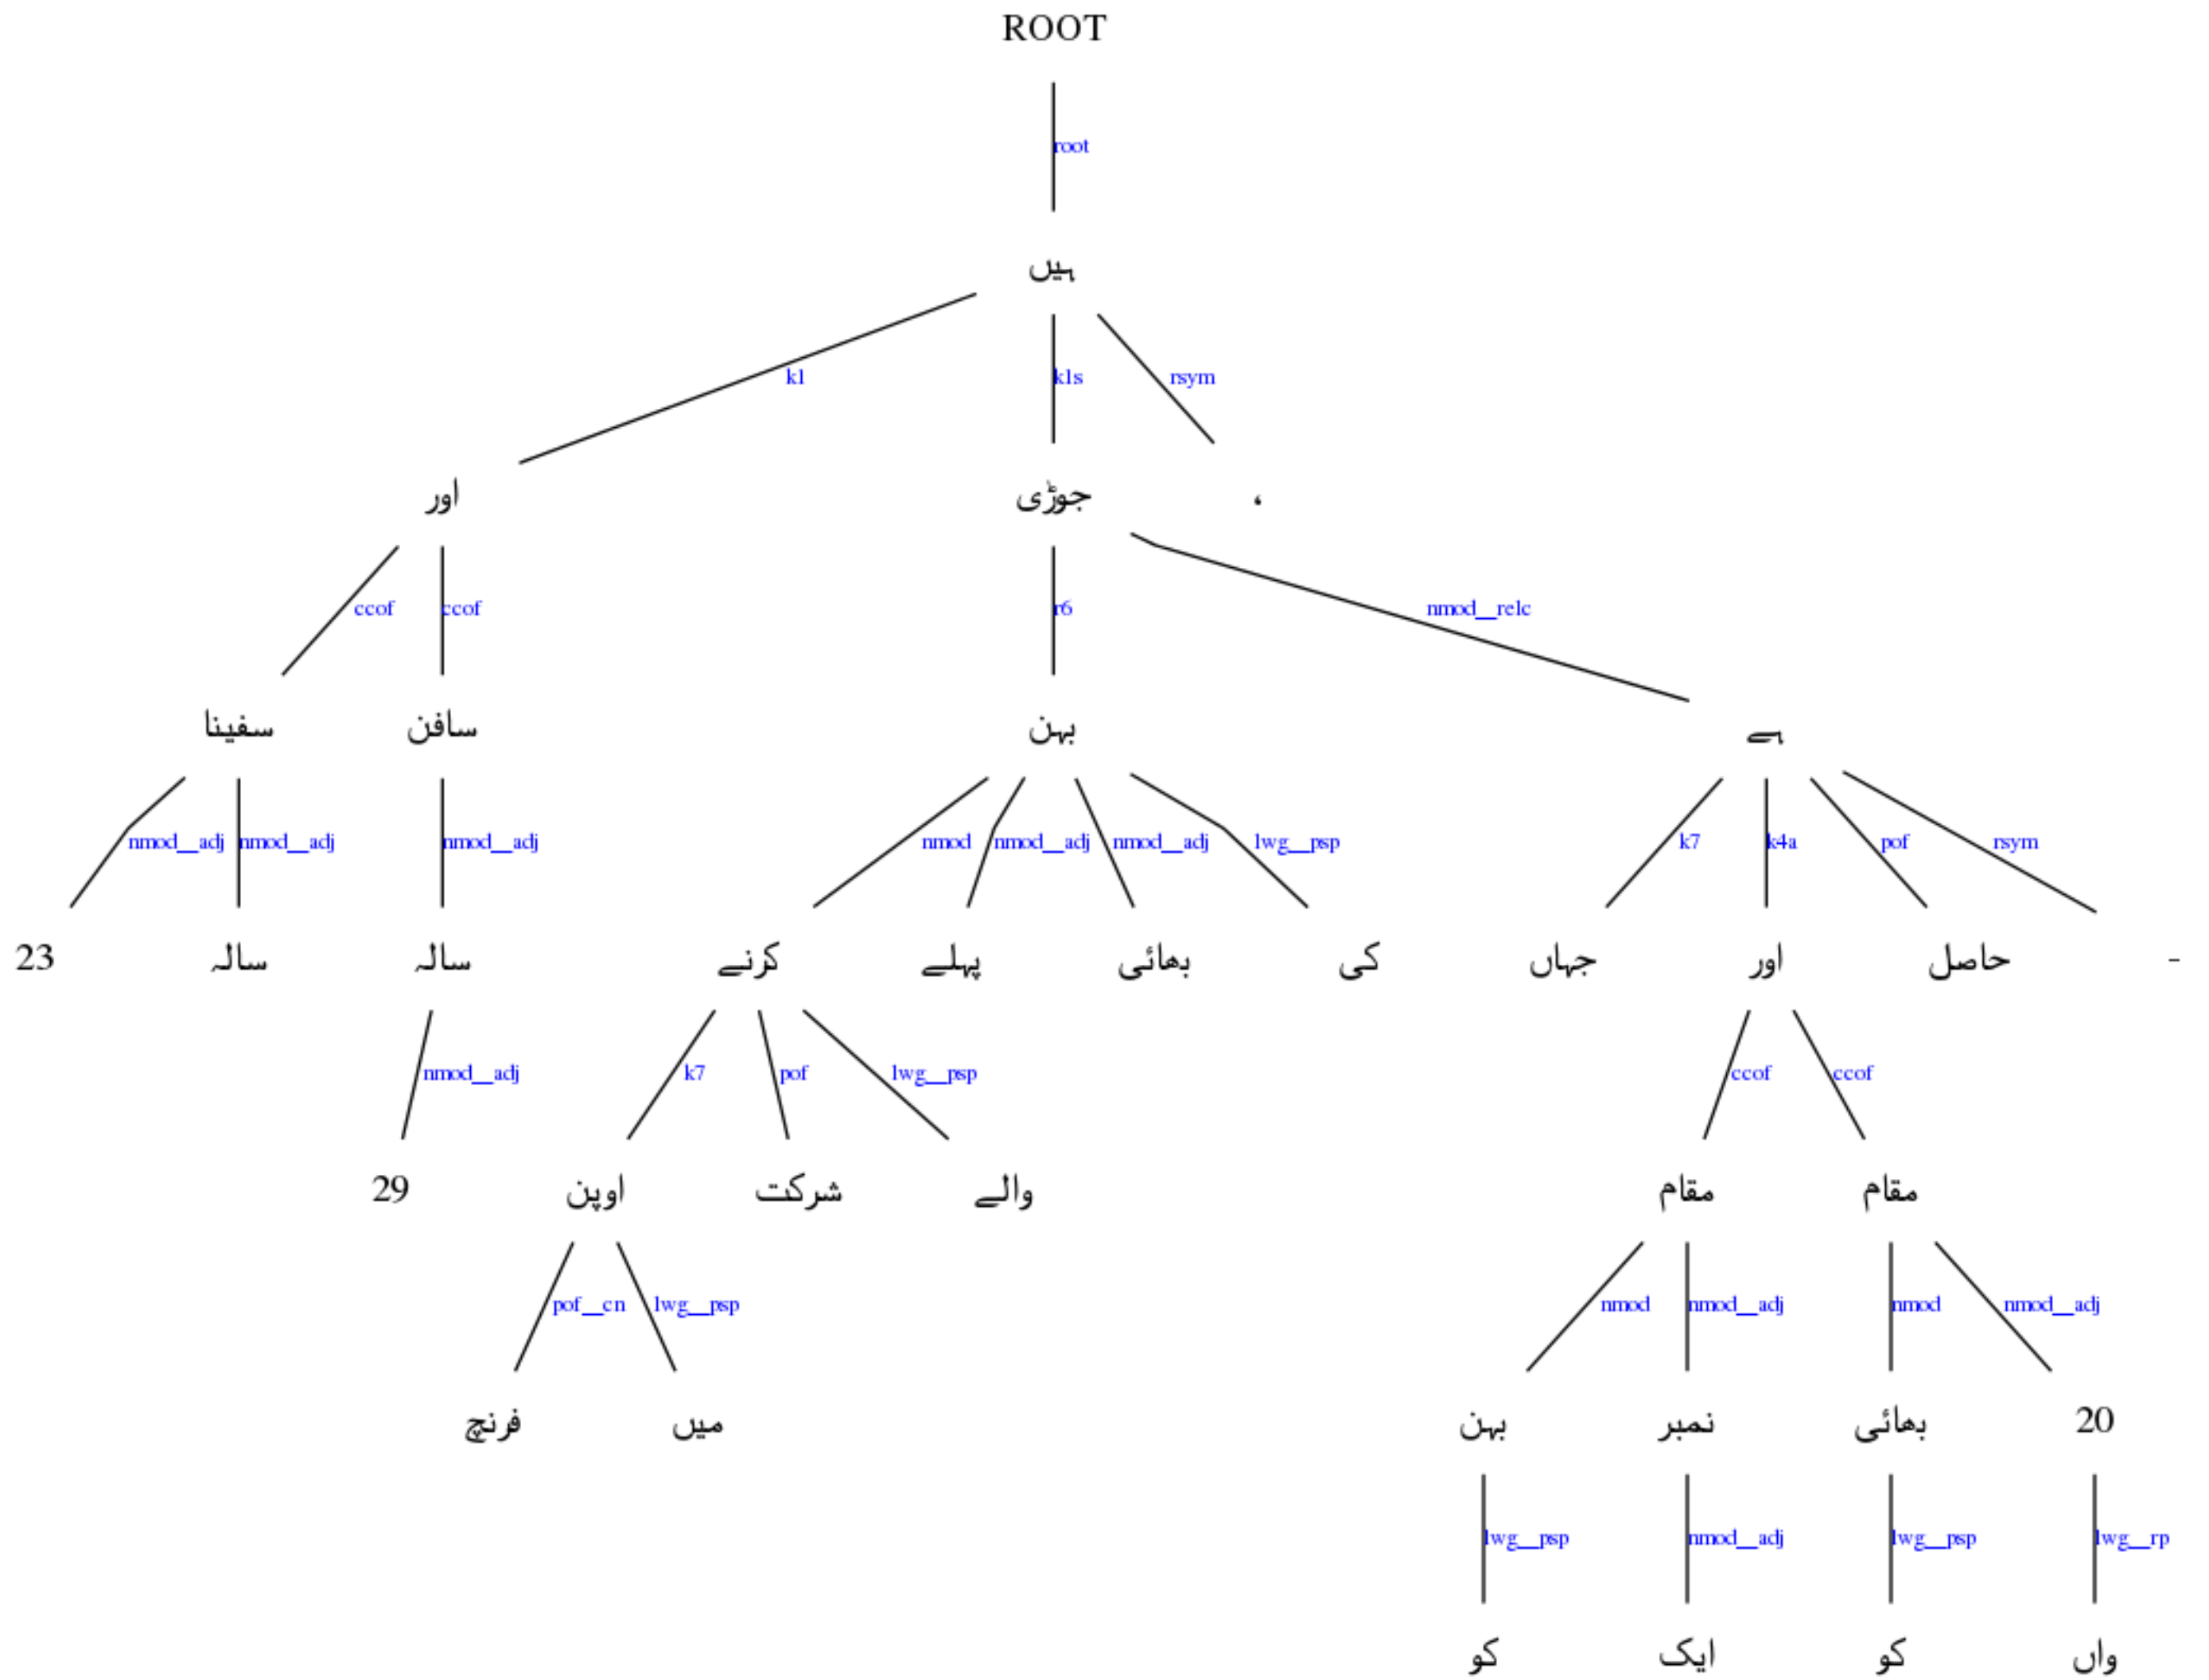 ROOT
root
ہیں
k1 k1s rsym
اور جوڑی ،
ccof ccof r6 nmod__relc
سفینا سافن بہن ہے
nmod__adj nmod__adj nmod__adj nmod nmod__adj nmod__adj lwg__psp k7 k4a pof rsym
23 سالہ سالہ کرنے پہلے بھائی کی جہاں اور حاصل -
nmod__adj k7 pof lwg__psp ccof ccof
29 اوپن شرکت والے مقام مقام
pof__cn lwg__psp nmod nmod__adj nmod nmod__adj
فرنچ میں بہن نمبر بھائی 20
lwg__psp nmod__adj lwg__psp lwg__rp
کو ایک کو واں